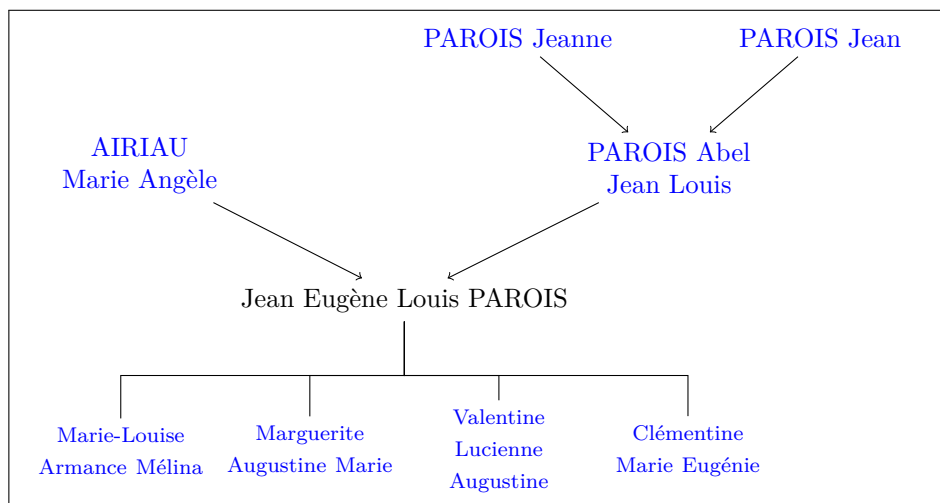 PAROIS Jeanne
PAROIS Jean
AIRIAU
Marie Angèle
PAROIS Abel
Jean Louis
Jean Eugène Louis PAROIS
Marie-Louise
Armance Mélina
Marguerite
Augustine Marie
Valentine
Lucienne
Augustine
Clémentine
Marie Eugénie